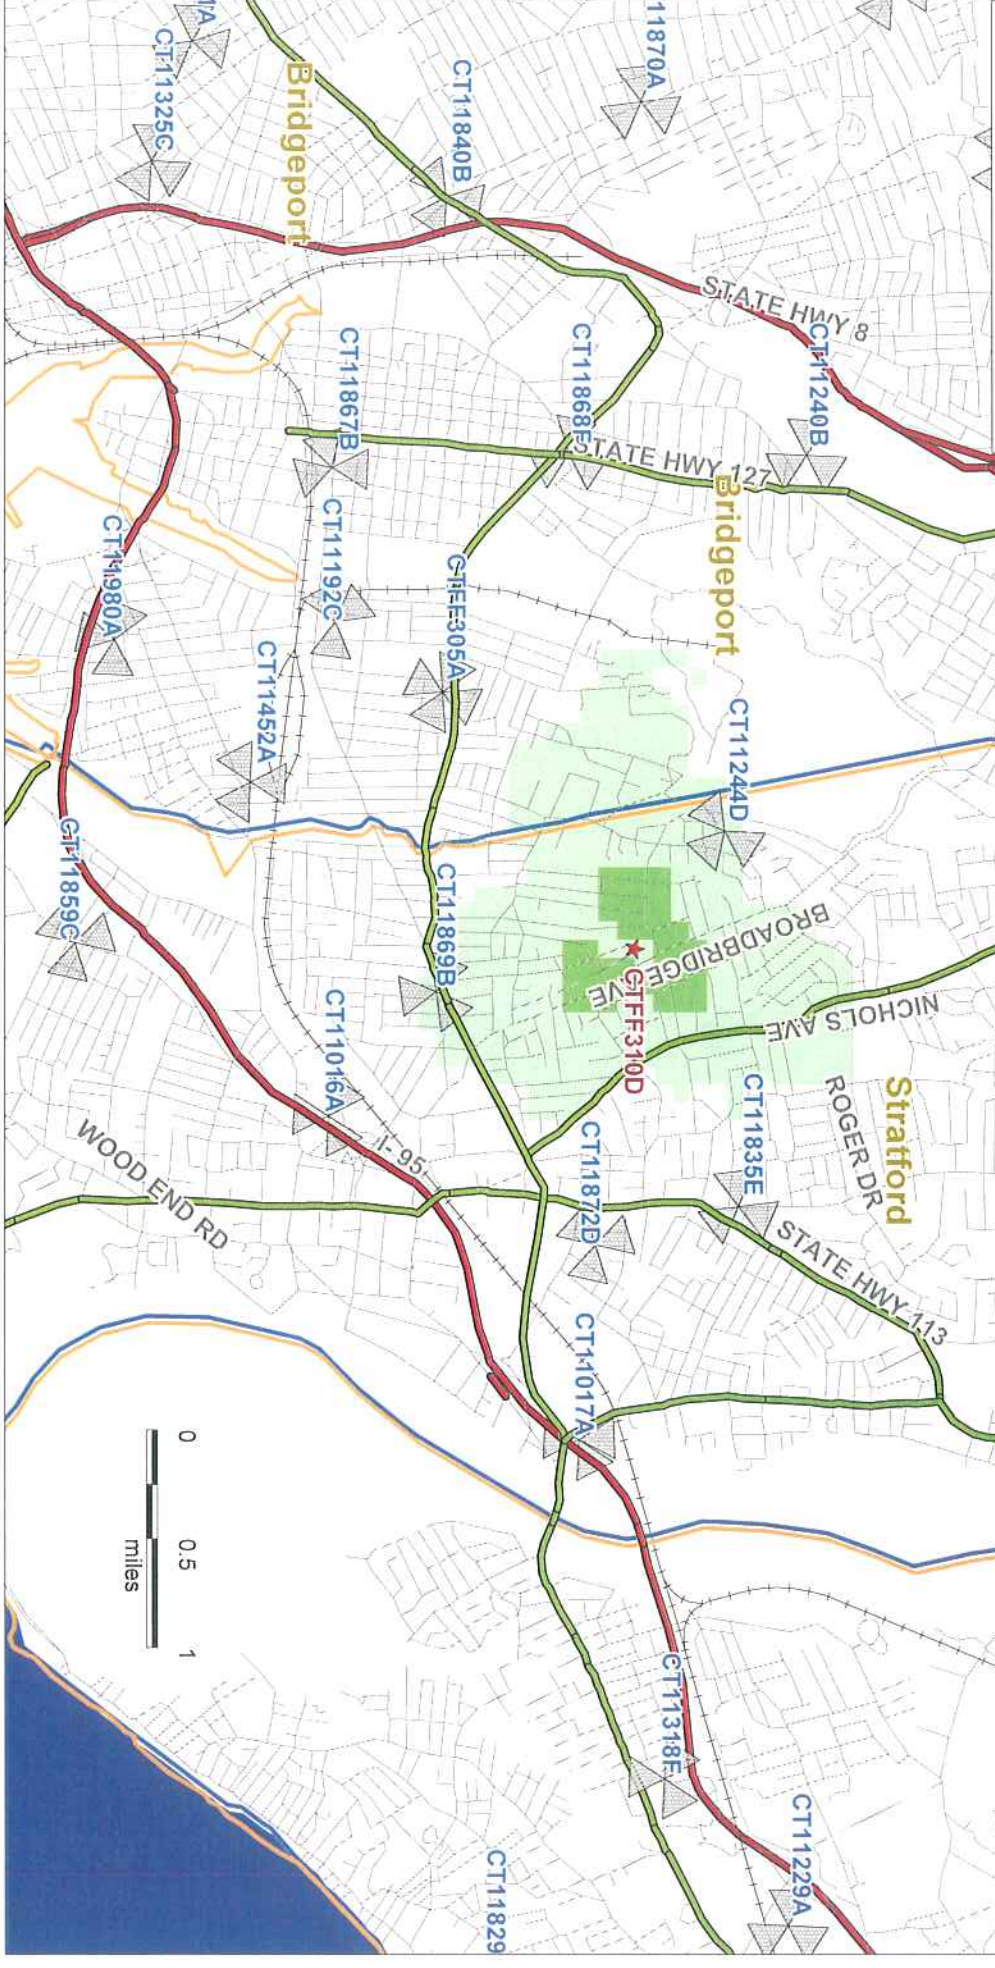 Stratford
NICHOLS AVE
ROGER DR
STATE HWY 113
CT11240B
STATE HWY 8
CT11229A
BROADBRIDGE AVE
CT11835E
CT11244D
Bridgeport
STATE HWY 127
11870A
CTFF310D
CT11318F
CT11868F
CT11872D
CT11017A
CT11829
CT11840B
CTFF305A
CT11869B
I-95
CT11867B
CT11192C
CT11016A
Bridgeport
CT11452A
1A
WOOD END RD
CT11325C
0 0.5 1
miles
CT11980A
CT11859C